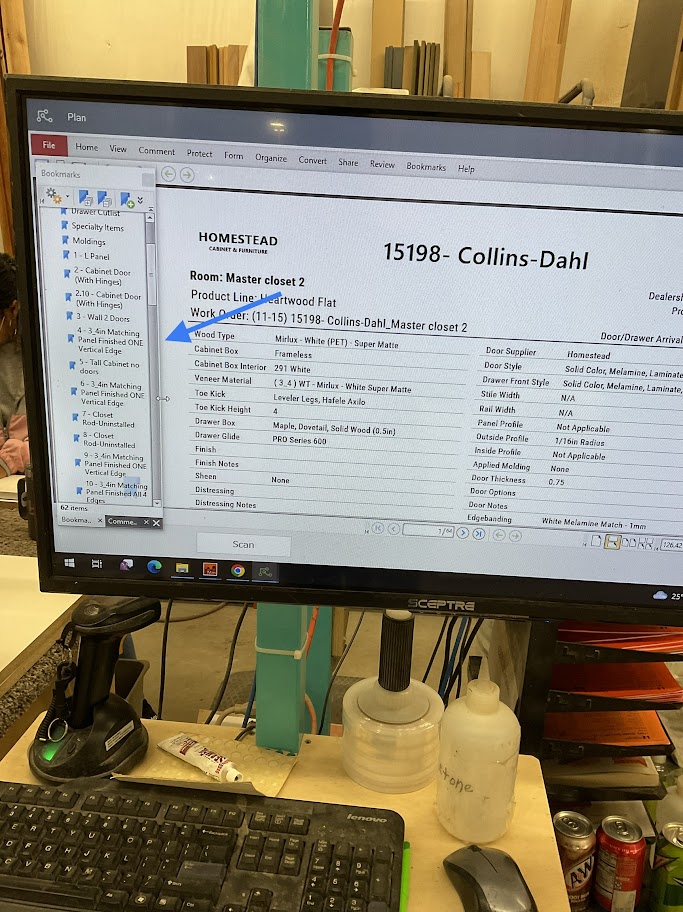 Plan
File Home View Comment Protect Form Organize Convert Share Review Bookmarks Help
Bookmarks
Drawer Cutlist
Specialty Items
Moldings
1 - L Panel
2 - Cabinet Door
(With Hinges)
2,10 - Cabinet Door
(With Hinges)
3 - Wall 2 Doors
4 - 3_4in Matching
Panel Finished ONE
Vertical Edge
5 - Tall Cabinet no
doors
6 - 3_4in Matching
Panel Finished ONE
Vertical Edge
7 - Closet
Rod-Uninstalled
8 - Closet
Rod-Uninstalled
9 - 3_4in Matching
Panel Finished ONE
Vertical Edge
10 - 3_4in Matching
Panel Finished All 4
Edges
62 items
Bookma... Comme...
HOMESTEAD
CABINET & FURNITURE
15198- Collins-Dahl
Room: Master closet 2
Product Line: Heartwood Flat
Work Order: (11-15) 15198- Collins-Dahl_Master closet 2
Wood Type Mirlux - White (PET) - Super Matte
Cabinet Box Frameless
Cabinet Box Interior 291 White
Veneer Material (3_4) WT - Mirlux - White Super Matte
Toe Kick Leveler Legs, Hafele Axilo
Toe Kick Height 4
Drawer Box Maple, Dovetail, Solid Wood (0.5in)
Drawer Glide PRO Series 600
Finish
Finish Notes
Sheen None
Distressing
Distressing Notes
Dealers
Door/Drawer Arrival
Door Supplier Homestead
Door Style Solid Color, Melamine, Laminate,
Drawer Front Style Solid Color, Melamine, Laminate,
Stile Width N/A
Rail Width N/A
Panel Profile Not Applicable
Outside Profile 1/16in Radius
Inside Profile Not Applicable
Applied Molding None
Door Thickness 0.75
Door Options
Door Notes
Edgebanding White Melamine Match - 1mm
Scan
126.42
25°
SCEPTRE
lenovo